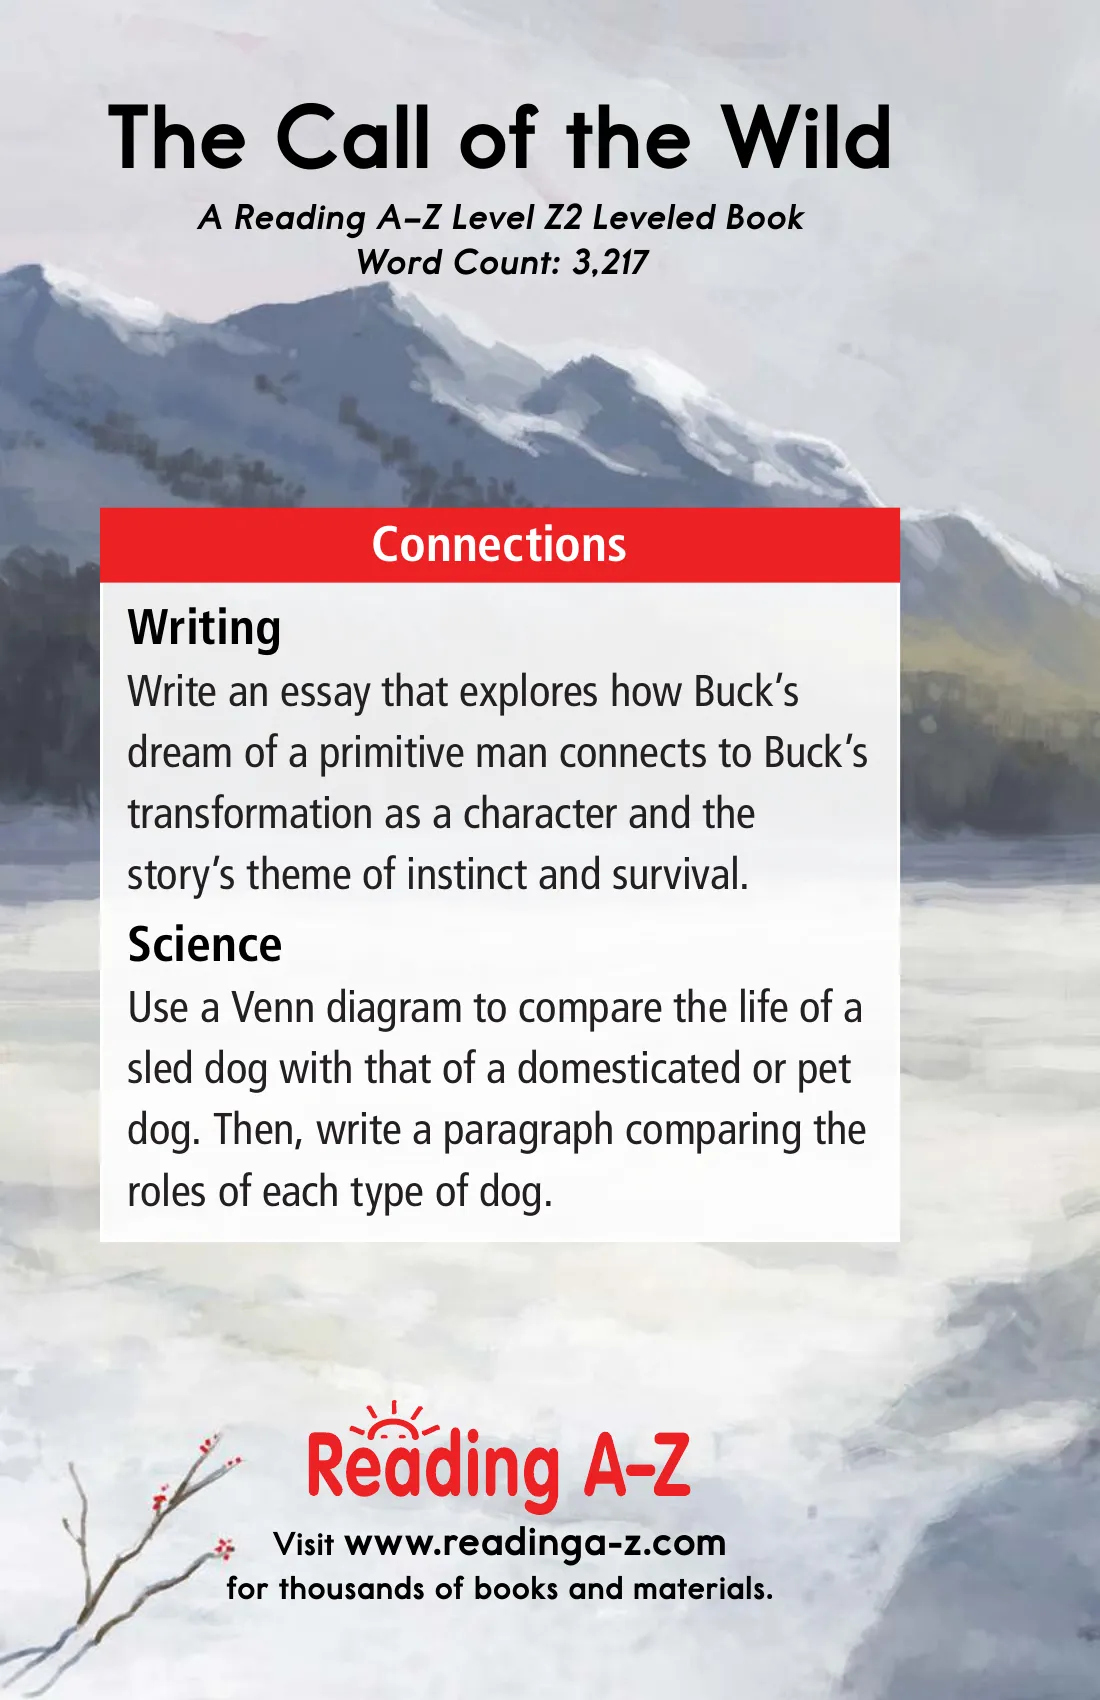 The Call of the Wild
A Reading A–Z Level Z2 Leveled Book
Word Count: 3,217
Connections
Writing
Write an essay that explores how Buck’s
dream of a primitive man connects to Buck’s
transformation as a character and the
story’s theme of instinct and survival.
Science
Use a Venn diagram to compare the life of a
sled dog with that of a domesticated or pet
dog. Then, write a paragraph comparing the
roles of each type of dog.
Reading A–Z
Visit www.readinga-z.com
for thousands of books and materials.